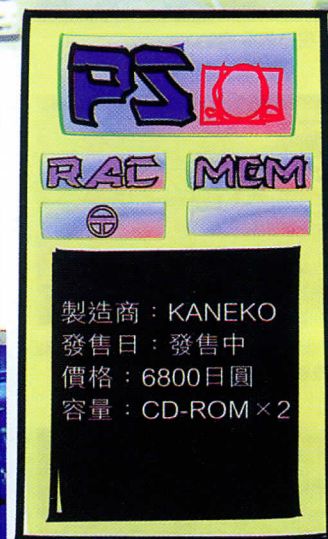 PS
RAC MCM
製造商：KANEKO
發售日：發售中
價格：6800日圓
容量：CD-ROM×2